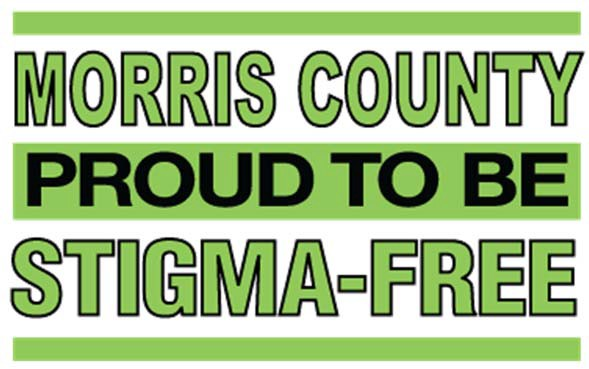 MORRIS COUNTY
PROUD TO BE
STIGMA-FREE